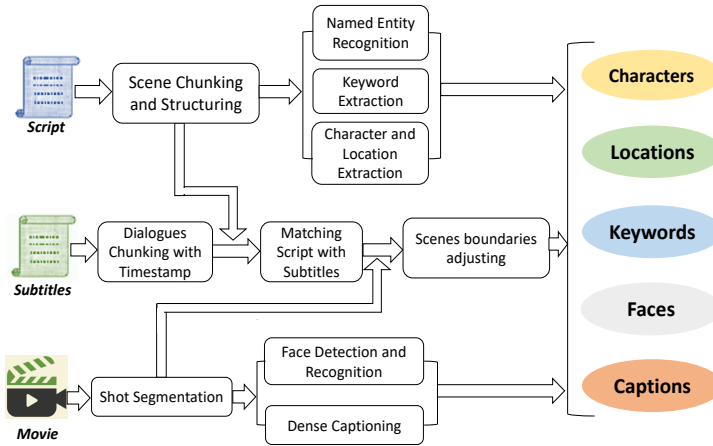 Script
Scene Chunking
and Structuring
Named Entity
Recognition
Keyword
Extraction
Character and
Location
Extraction
Subtitles
Dialogues
Chunking with
Timestamp
Matching
Script with
Subtitles
Scenes boundaries
adjusting
Movie
Shot Segmentation
Face Detection and
Recognition
Dense Captioning
Characters
Locations
Keywords
Faces
Captions